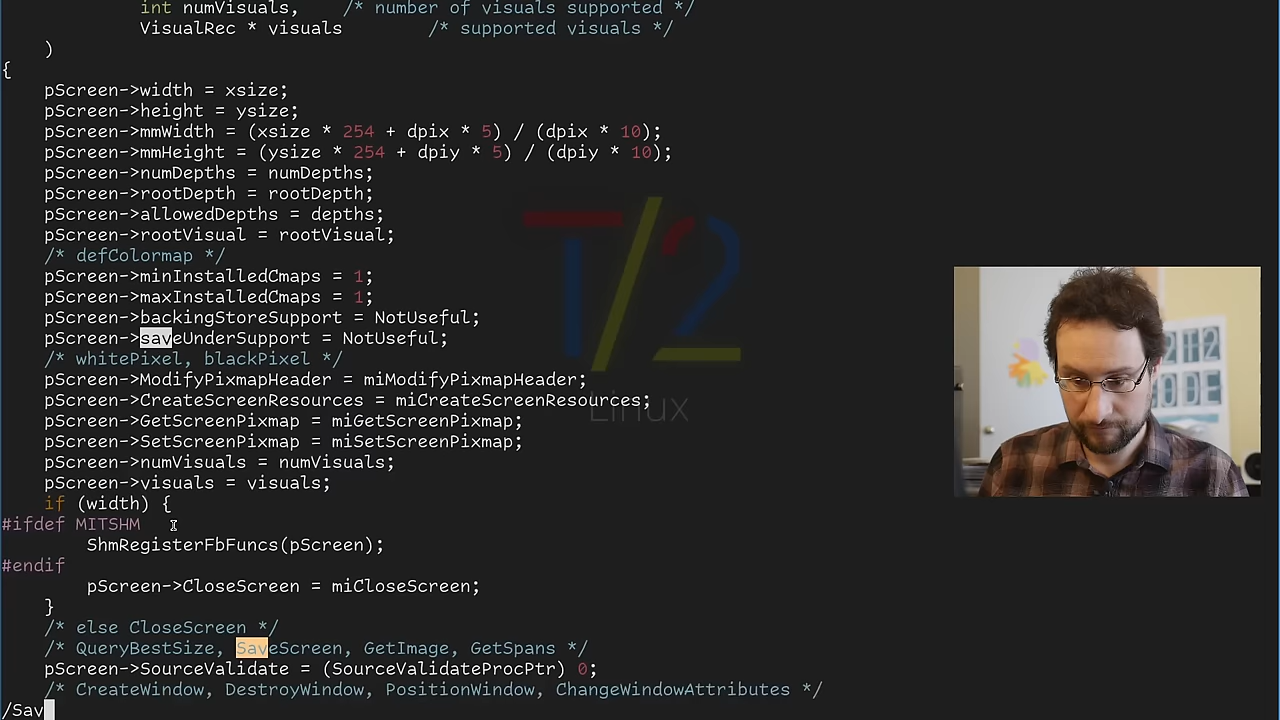 int numVisuals,    /* number of visuals supported */
VisualRec * visuals        /* supported visuals */
)
{
pScreen->width = xsize;
pScreen->height = ysize;
pScreen->mmWidth = (xsize * 254 + dpix * 5) / (dpix * 10);
pScreen->mmHeight = (ysize * 254 + dpiy * 5) / (dpiy * 10);
pScreen->numDepths = numDepths;
pScreen->rootDepth = rootDepth;
pScreen->allowedDepths = depths;
pScreen->rootVisual = rootVisual;
/* defColormap */
pScreen->minInstalledCmaps = 1;
pScreen->maxInstalledCmaps = 1;
pScreen->backingStoreSupport = NotUseful;
pScreen->saveUnderSupport = NotUseful;
/* whitePixel, blackPixel */
pScreen->ModifyPixmapHeader = miModifyPixmapHeader;
pScreen->CreateScreenResources = miCreateScreenResources;
pScreen->GetScreenPixmap = miGetScreenPixmap;
pScreen->SetScreenPixmap = miSetScreenPixmap;
pScreen->numVisuals = numVisuals;
pScreen->visuals = visuals;
if (width) {
#ifdef MITSHM
ShmRegisterFbFuncs(pScreen);
#endif
pScreen->CloseScreen = miCloseScreen;
}
/* else CloseScreen */
/* QueryBestSize, SaveScreen, GetImage, GetSpans */
pScreen->SourceValidate = (SourceValidateProcPtr) 0;
/* CreateWindow, DestroyWindow, PositionWindow, ChangeWindowAttributes */
/Sav
T/2
Linux